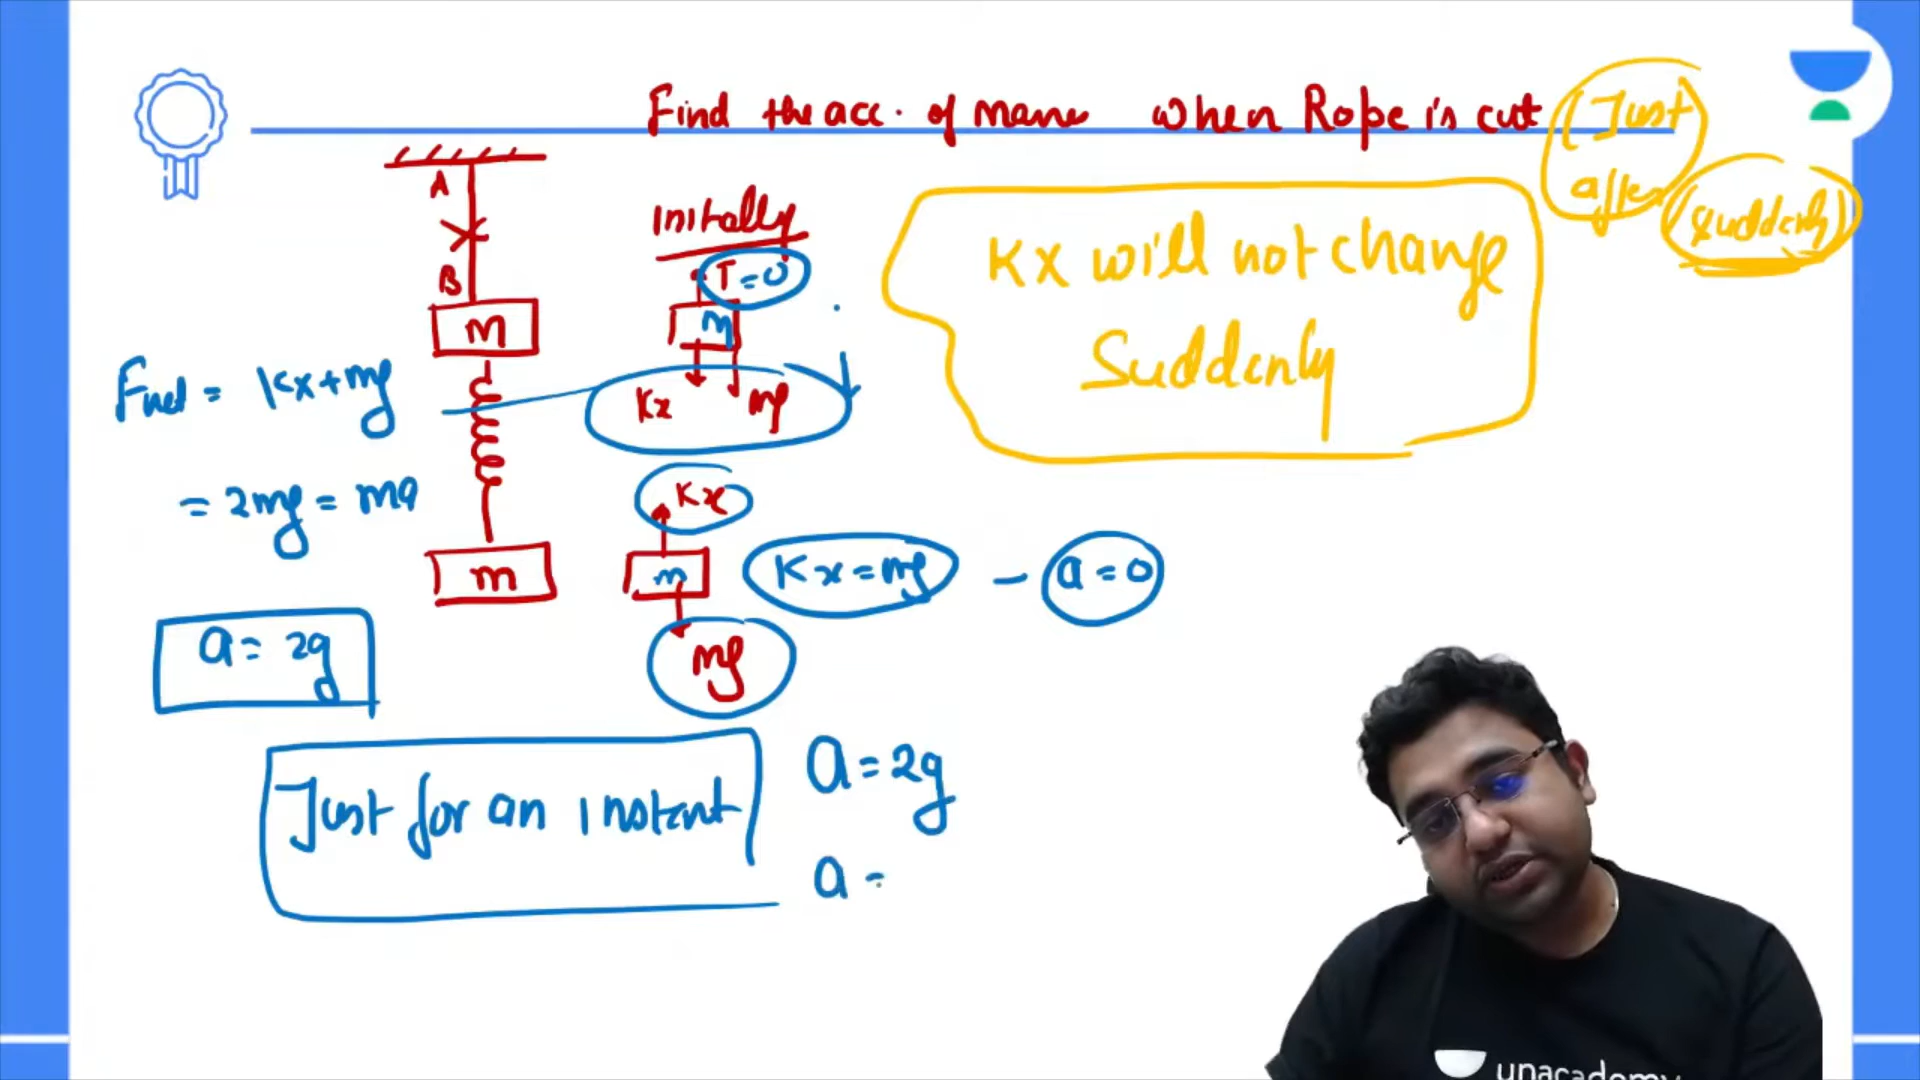 Find the acc. of mass when Rope is cut (Just
after
(suddenly)
A
B
m
m
Initially
T = 0
m
Kx mg
Kx will not change
Suddenly
Fnet = Kx + mg
= 2mg = ma
a = 2g
Kx
m
mg
Kx = mg – a = 0
Just for an instant
a = 2g
a =
unacademy